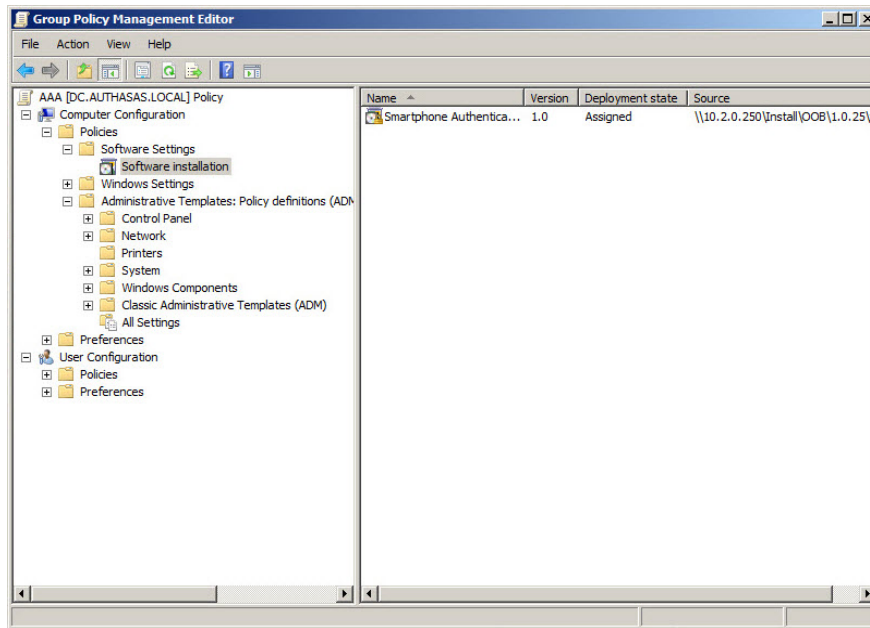 Group Policy Management Editor
File Action View Help
AAA [DC.AUTHASAS.LOCAL] Policy
Computer Configuration
Policies
Software Settings
Software installation
Windows Settings
Administrative Templates: Policy definitions (ADM
Control Panel
Network
Printers
System
Windows Components
Classic Administrative Templates (ADM)
All Settings
Preferences
User Configuration
Policies
Preferences
Name Version Deployment state Source
Smartphone Authentica... 1.0 Assigned \\10.2.0.250\Install\OOB\1.0.25\